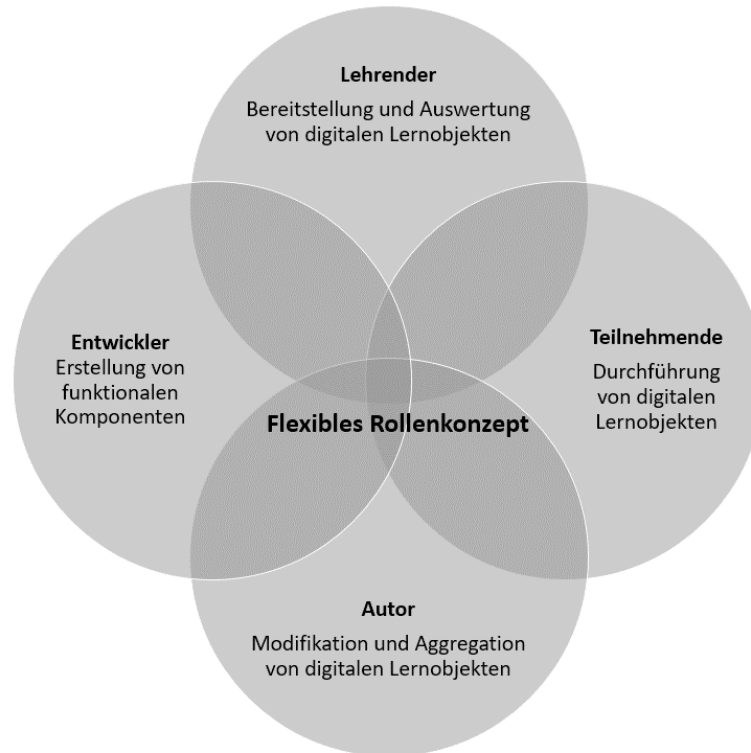 Lehrender
Bereitstellung und Auswertung
von digitalen Lernobjekten
Entwickler
Erstellung von
funktionalen
Komponenten
Teilnehmende
Durchführung
von digitalen
Lernobjekten
Flexibles Rollenkonzept
Autor
Modifikation und Aggregation
von digitalen Lernobjekten